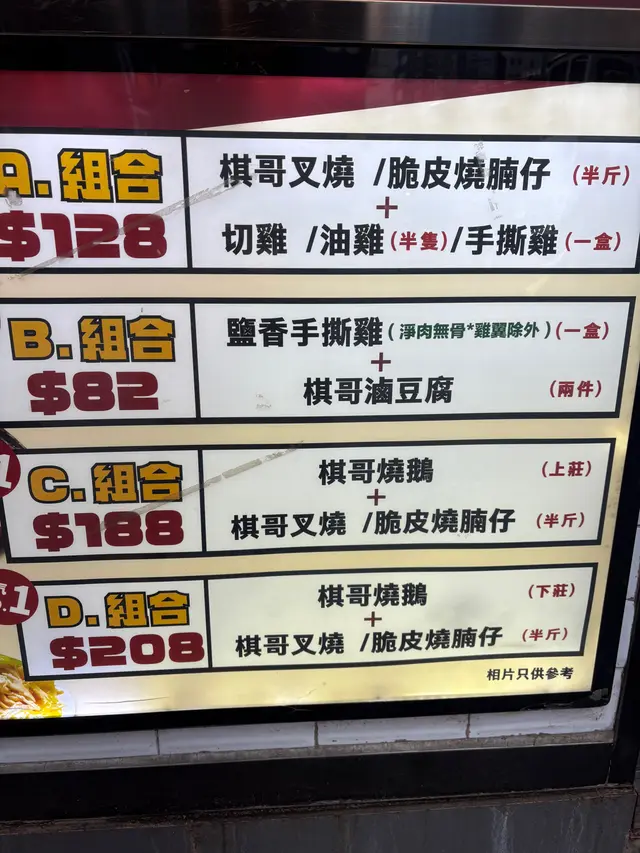 A.組合
$128
棋哥叉燒 /脆皮燒腩仔 (半斤)
+
切雞 /油雞(半隻)/手撕雞(一盒)
B.組合
$82
鹽香手撕雞(淨肉無骨*雞翼除外)(一盒)
+
棋哥滷豆腐 (兩件)
1
C.組合
$188
棋哥燒鵝 (上莊)
+
棋哥叉燒 /脆皮燒腩仔 (半斤)
1
D.組合
$208
棋哥燒鵝 (下莊)
+
棋哥叉燒 /脆皮燒腩仔 (半斤)
相片只供參考